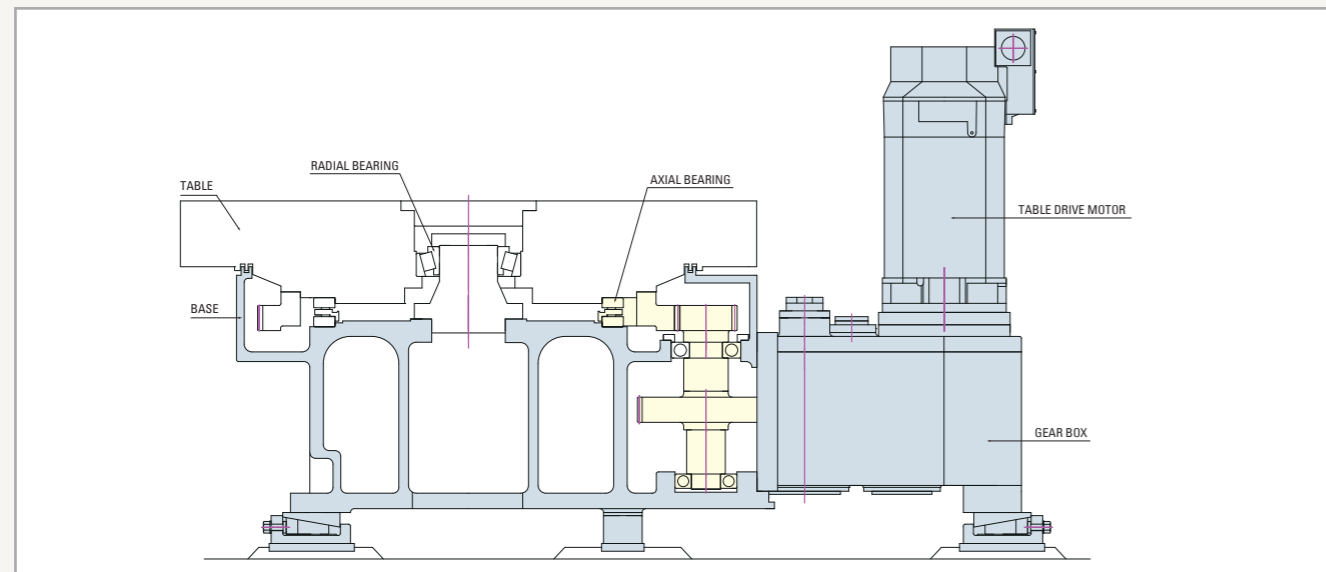 RADIAL BEARING
TABLE
AXIAL BEARING
TABLE DRIVE MOTOR
BASE
GEAR BOX